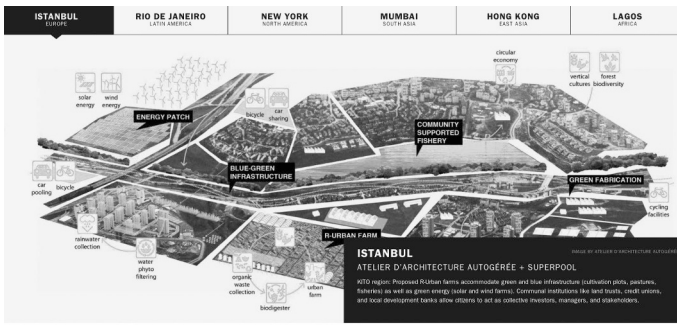 ISTANBUL
EUROPE
RIO DE JANEIRO
LATIN AMERICA
NEW YORK
NORTH AMERICA
MUMBAI
SOUTH ASIA
HONG KONG
EAST ASIA
LAGOS
AFRICA
circular
economy
solar
energy
wind
energy
vertical
cultures
forest
biodiversity
ENERGY PATCH
bicycle
car
sharing
COMMUNITY
SUPPORTED
FISHERY
BLUE-GREEN
INFRASTRUCTURE
GREEN FABRICATION
car
pooling
bicycle
cycling
facilities
rainwater
collection
R-URBAN FARM
water
phyto
filtering
organic
waste
collection
urban
farm
biodigester
ISTANBUL
IMAGE BY ATELIER D'ARCHITECTURE AUTOGÉRÉE
ATELIER D'ARCHITECTURE AUTOGÉRÉE + SUPERPOOL
KITO region: Proposed R-Urban farms accommodate green and blue infrastructure (cultivation plots, pastures,
fisheries) as well as green energy (solar and wind farms). Communal institutions like land trusts, credit unions,
and local development banks allow citizens to act as collective investors, managers, and stakeholders.